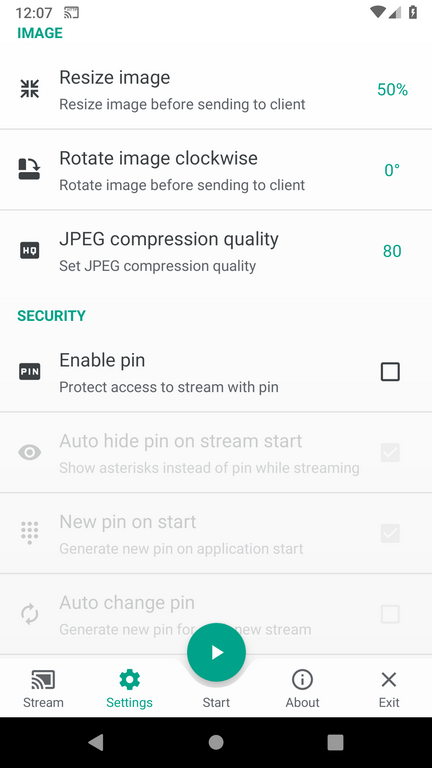 12:07
IMAGE
Resize image
50%
Resize image before sending to client
Rotate image clockwise
0°
Rotate image before sending to client
HQ
JPEG compression quality
80
Set JPEG compression quality
SECURITY
PIN
Enable pin
Protect access to stream with pin
Auto hide pin on stream start
Show asterisks instead of pin while streaming
New pin on start
Generate new pin on application start
Auto change pin
Generate new pin for new stream
Stream
Settings
Start
About
Exit